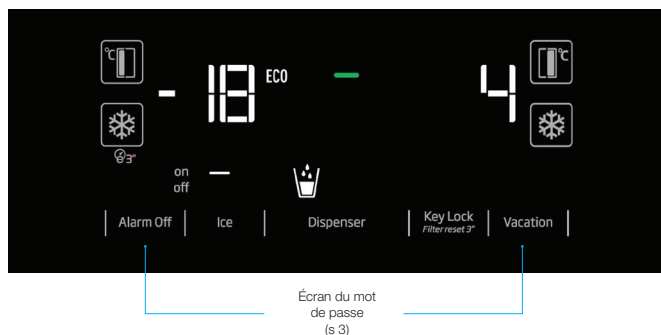 °C
°C
- 18 ECO
4
3"
on
off
Alarm Off
Ice
Dispenser
Key Lock
Filter reset 3"
Vacation
Écran du mot
de passe
(s 3)